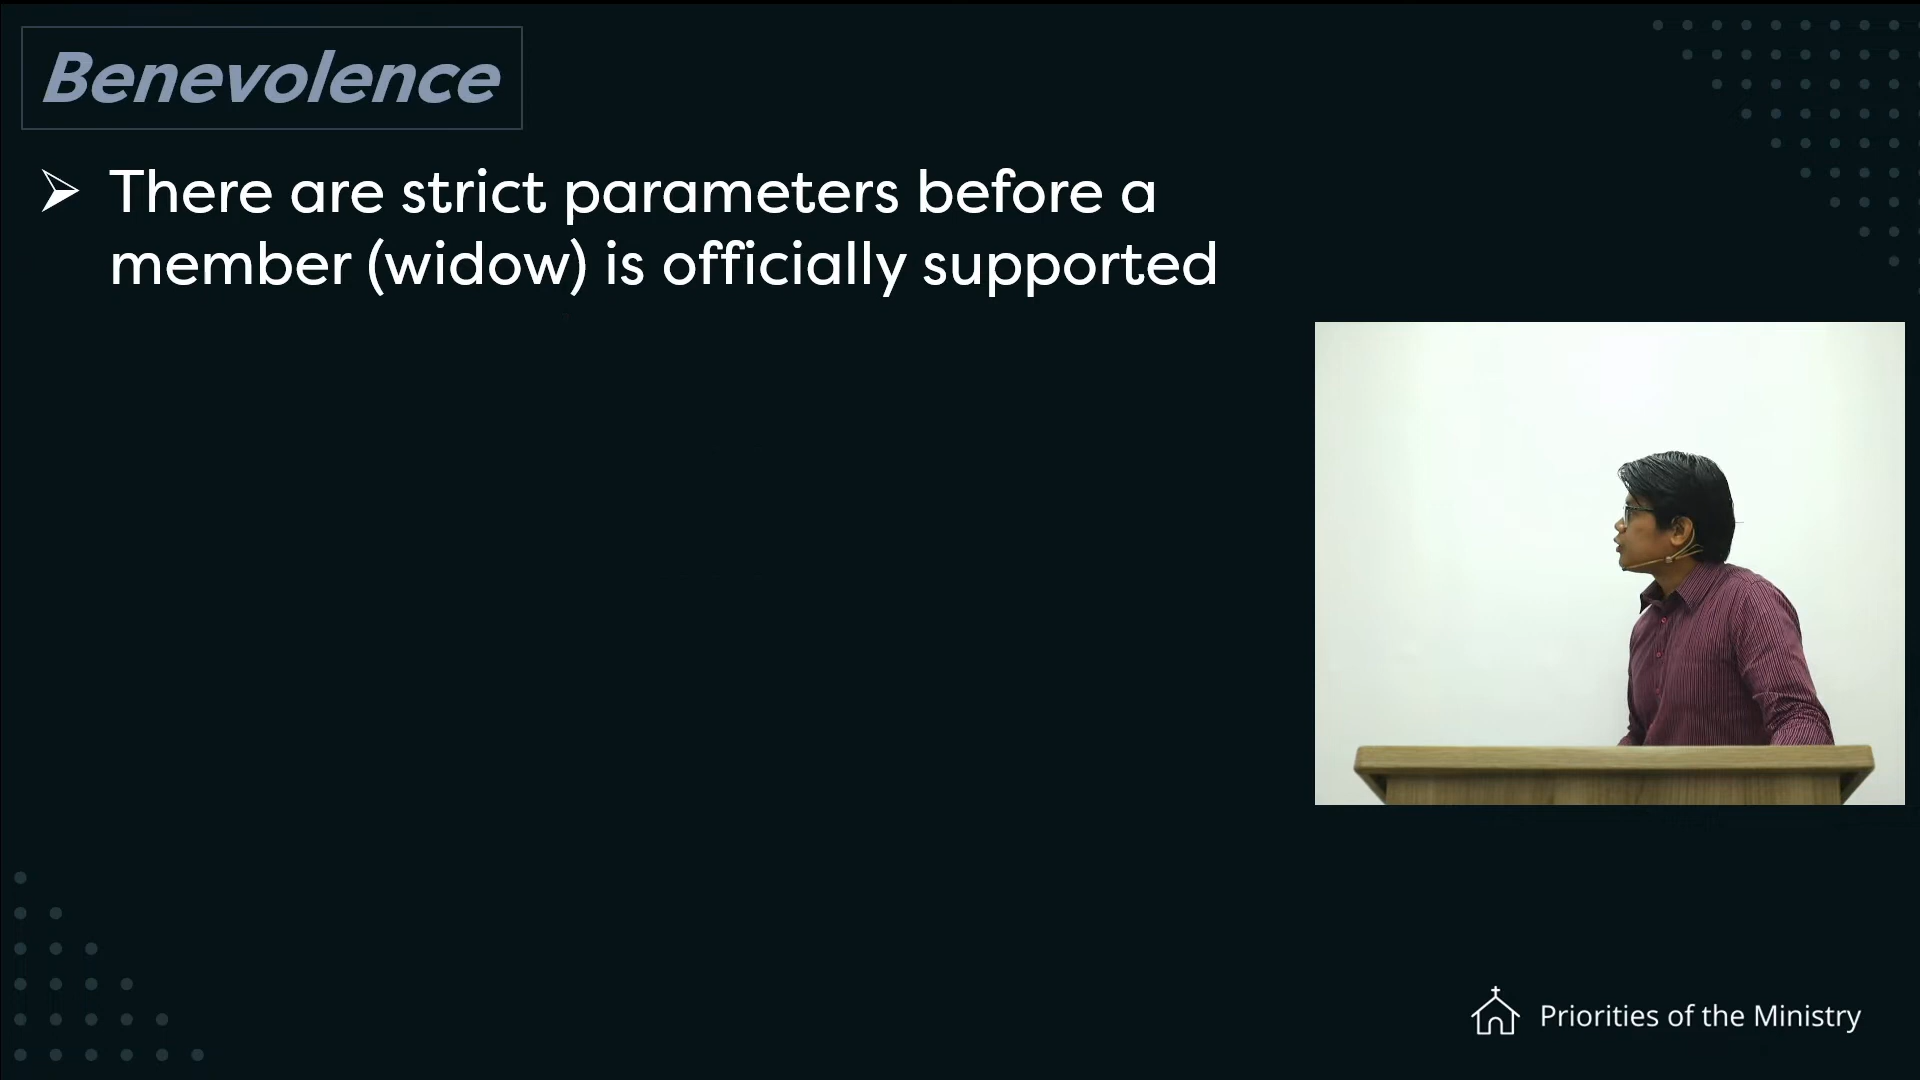 Benevolence
There are strict parameters before a
member (widow) is officially supported
Priorities of the Ministry